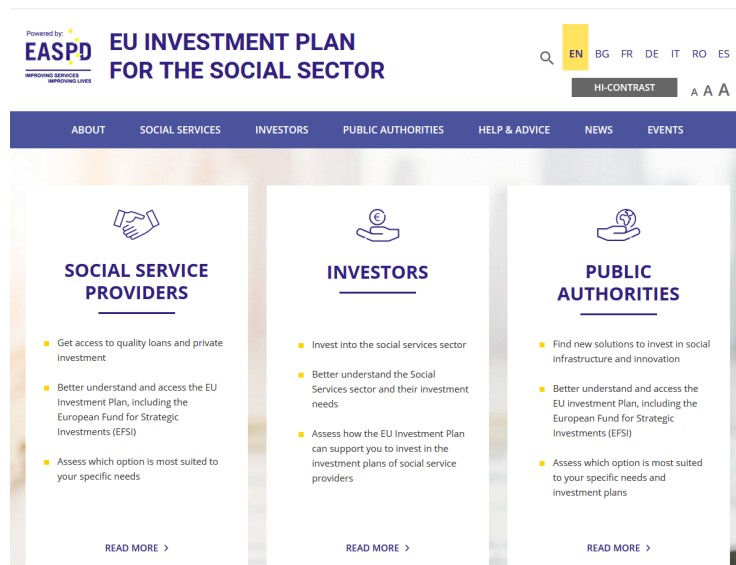 Powered by:
EASPD
IMPROVING SERVICES
IMPROVING LIVES
EU INVESTMENT PLAN
FOR THE SOCIAL SECTOR
EN BG FR DE IT RO ES
HI-CONTRAST
A A A
ABOUT SOCIAL SERVICES INVESTORS PUBLIC AUTHORITIES HELP & ADVICE NEWS EVENTS
SOCIAL SERVICE
PROVIDERS
Get access to quality loans and private
investment
Better understand and access the EU
Investment Plan, including the
European Fund for Strategic
Investments (EFSI)
Assess which option is most suited to
your specific needs
READ MORE >
€
INVESTORS
Invest into the social services sector
Better understand the Social
Services sector and their investment
needs
Assess how the EU Investment Plan
can support you to invest in the
investment plans of social service
providers
READ MORE >
PUBLIC
AUTHORITIES
Find new solutions to invest in social
infrastructure and innovation
Better understand and access the
EU investment Plan, including the
European Fund for Strategic
Investments (EFSI)
Assess which option is most suited
to your specific needs and
investment plans
READ MORE >